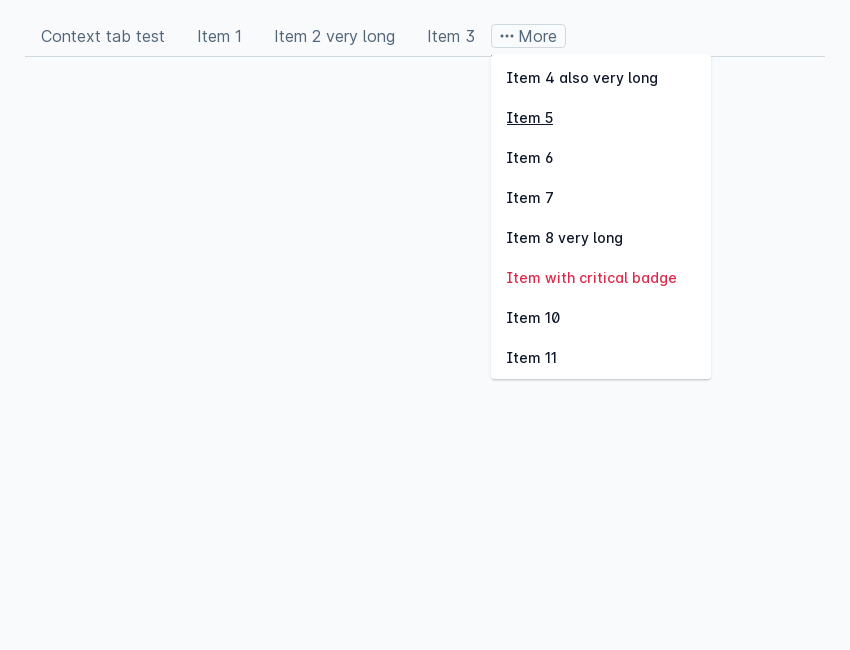 Context tab test Item 1 Item 2 very long Item 3 ··· More
Item 4 also very long
Item 5
Item 6
Item 7
Item 8 very long
Item with critical badge
Item 10
Item 11